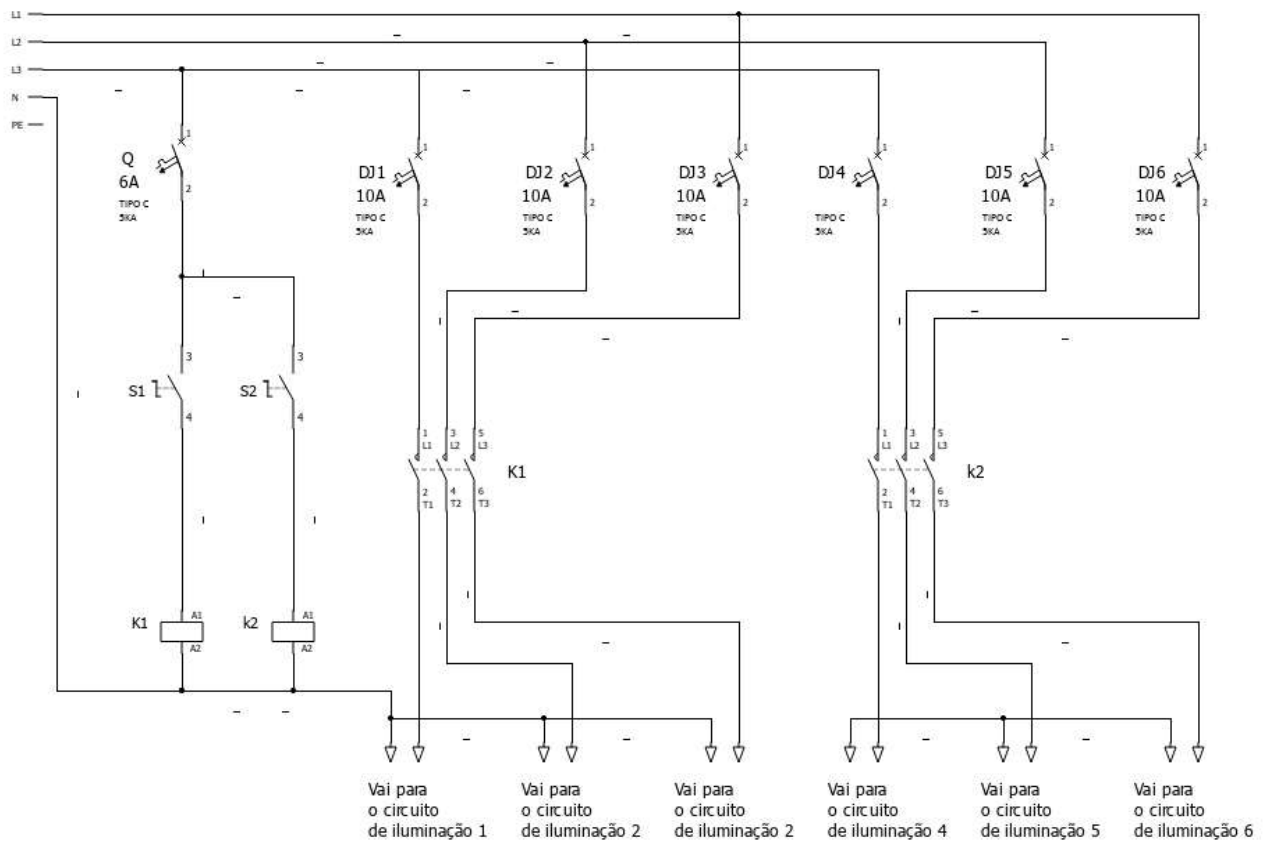 L1
L2
L3
N
PE
Q
6A
TIPO C
5KA
1
2
DJ1
10A
TIPO C
5KA
1
2
DJ2
10A
TIPO C
5KA
1
2
DJ3
10A
TIPO C
5KA
1
2
DJ4
TIPO C
5KA
1
2
DJ5
10A
TIPO C
5KA
1
2
DJ6
10A
TIPO C
5KA
1
2
S1
3
4
S2
3
4
1 3 5
L1 L2 L3
K1
2 4 6
T1 T2 T3
1 3 5
L1 L2 L3
k2
2 4 6
T1 T2 T3
K1
A1
A2
k2
A1
A2
Vai para
o circuito
de iluminação 1
Vai para
o circuito
de iluminação 2
Vai para
o circuito
de iluminação 2
Vai para
o circuito
de iluminação 4
Vai para
o circuito
de iluminação 5
Vai para
o circuito
de iluminação 6